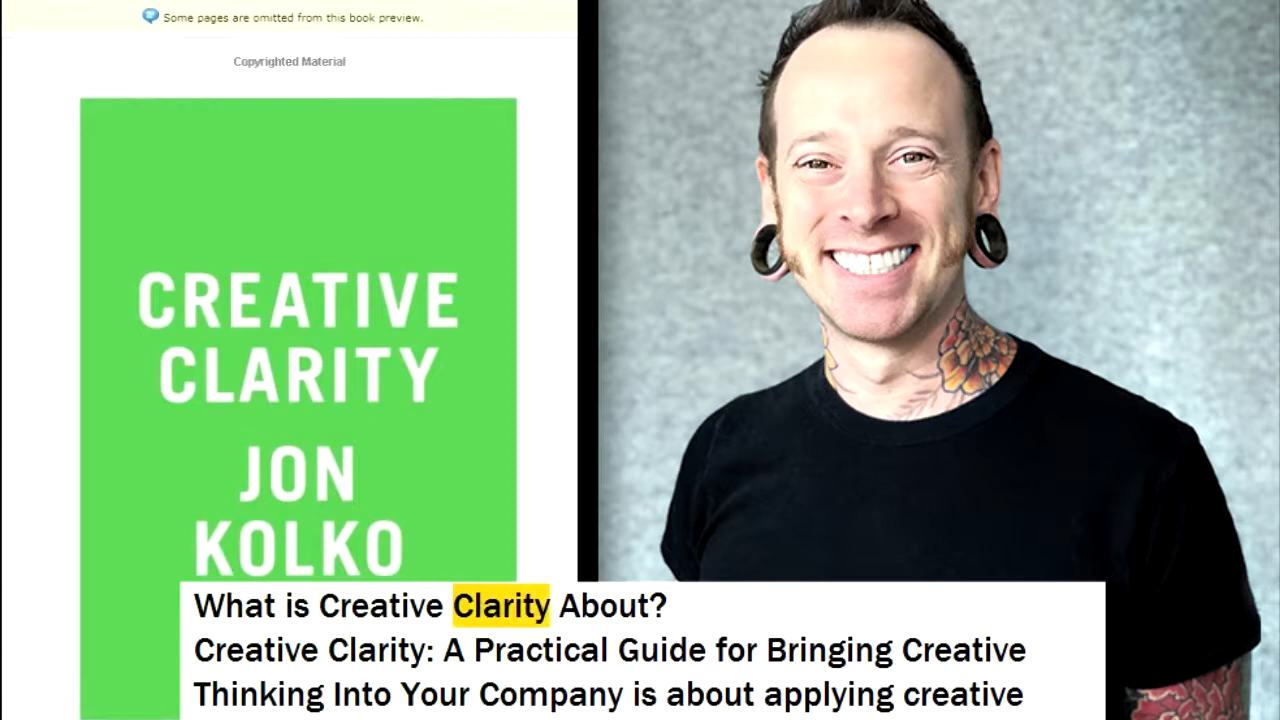 Some pages are omitted from this book preview.
Copyrighted Material
CREATIVE
CLARITY
JON
KOLKO
What is Creative Clarity About?
Creative Clarity: A Practical Guide for Bringing Creative
Thinking Into Your Company is about applying creative